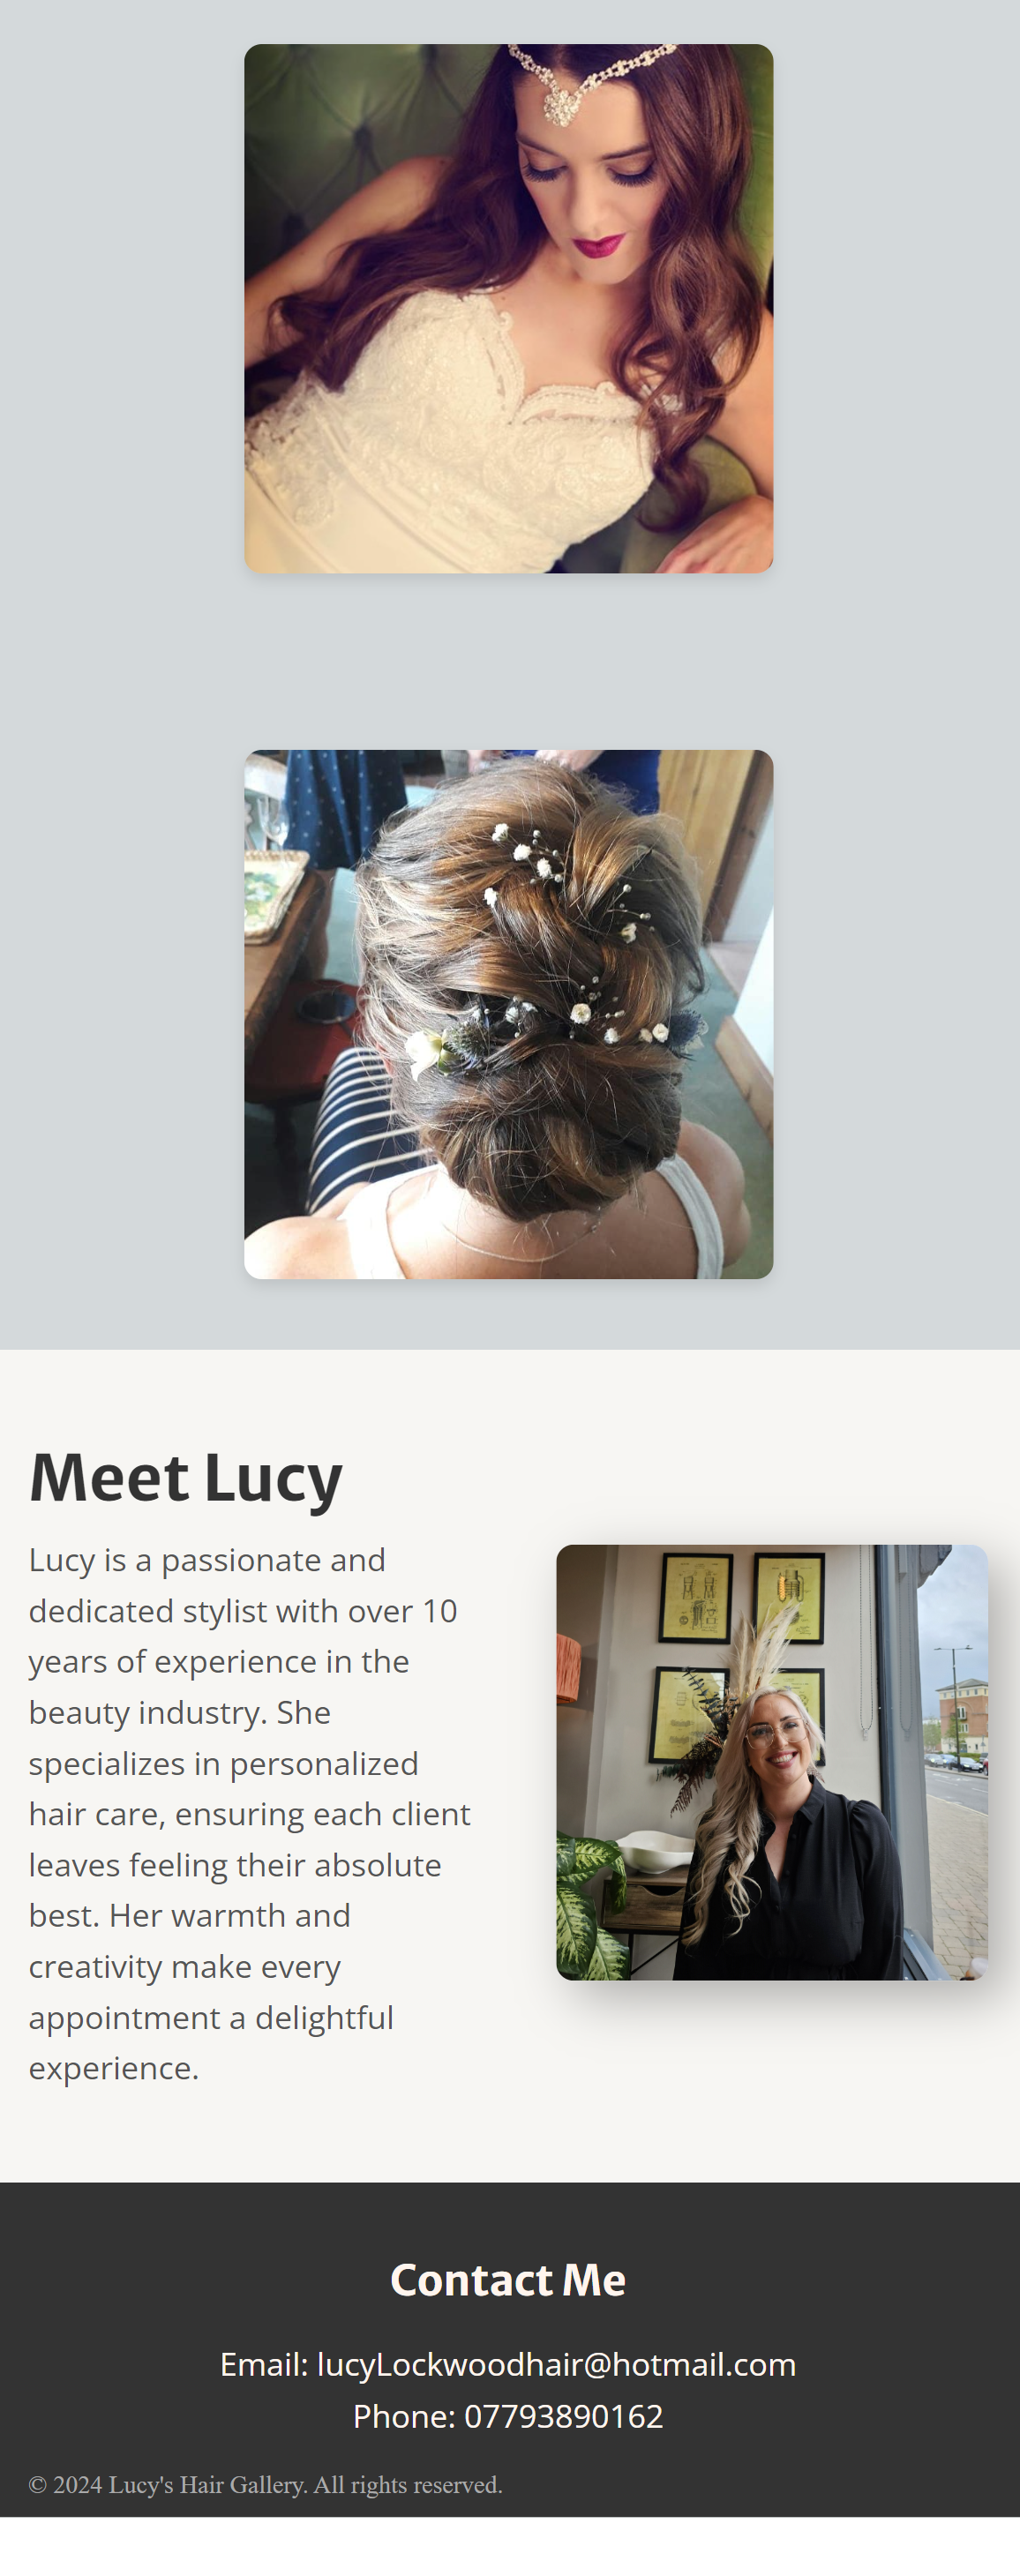 Meet Lucy
Lucy is a passionate and
dedicated stylist with over 10
years of experience in the
beauty industry. She
specializes in personalized
hair care, ensuring each client
leaves feeling their absolute
best. Her warmth and
creativity make every
appointment a delightful
experience.
Contact Me
Email: lucyLockwoodhair@hotmail.com
Phone: 07793890162
© 2024 Lucy's Hair Gallery. All rights reserved.